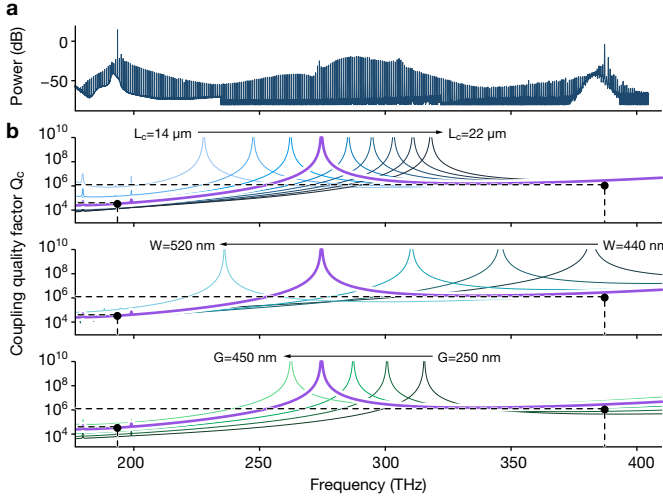 a
Power (dB)
0
−50
b
Coupling quality factor Q_c
10^10
10^8
10^6
10^4
L_c=14 µm
L_c=22 µm
10^10
10^8
10^6
10^4
W=520 nm
W=440 nm
10^10
10^8
10^6
10^4
G=450 nm
G=250 nm
200
250
300
350
400
Frequency (THz)